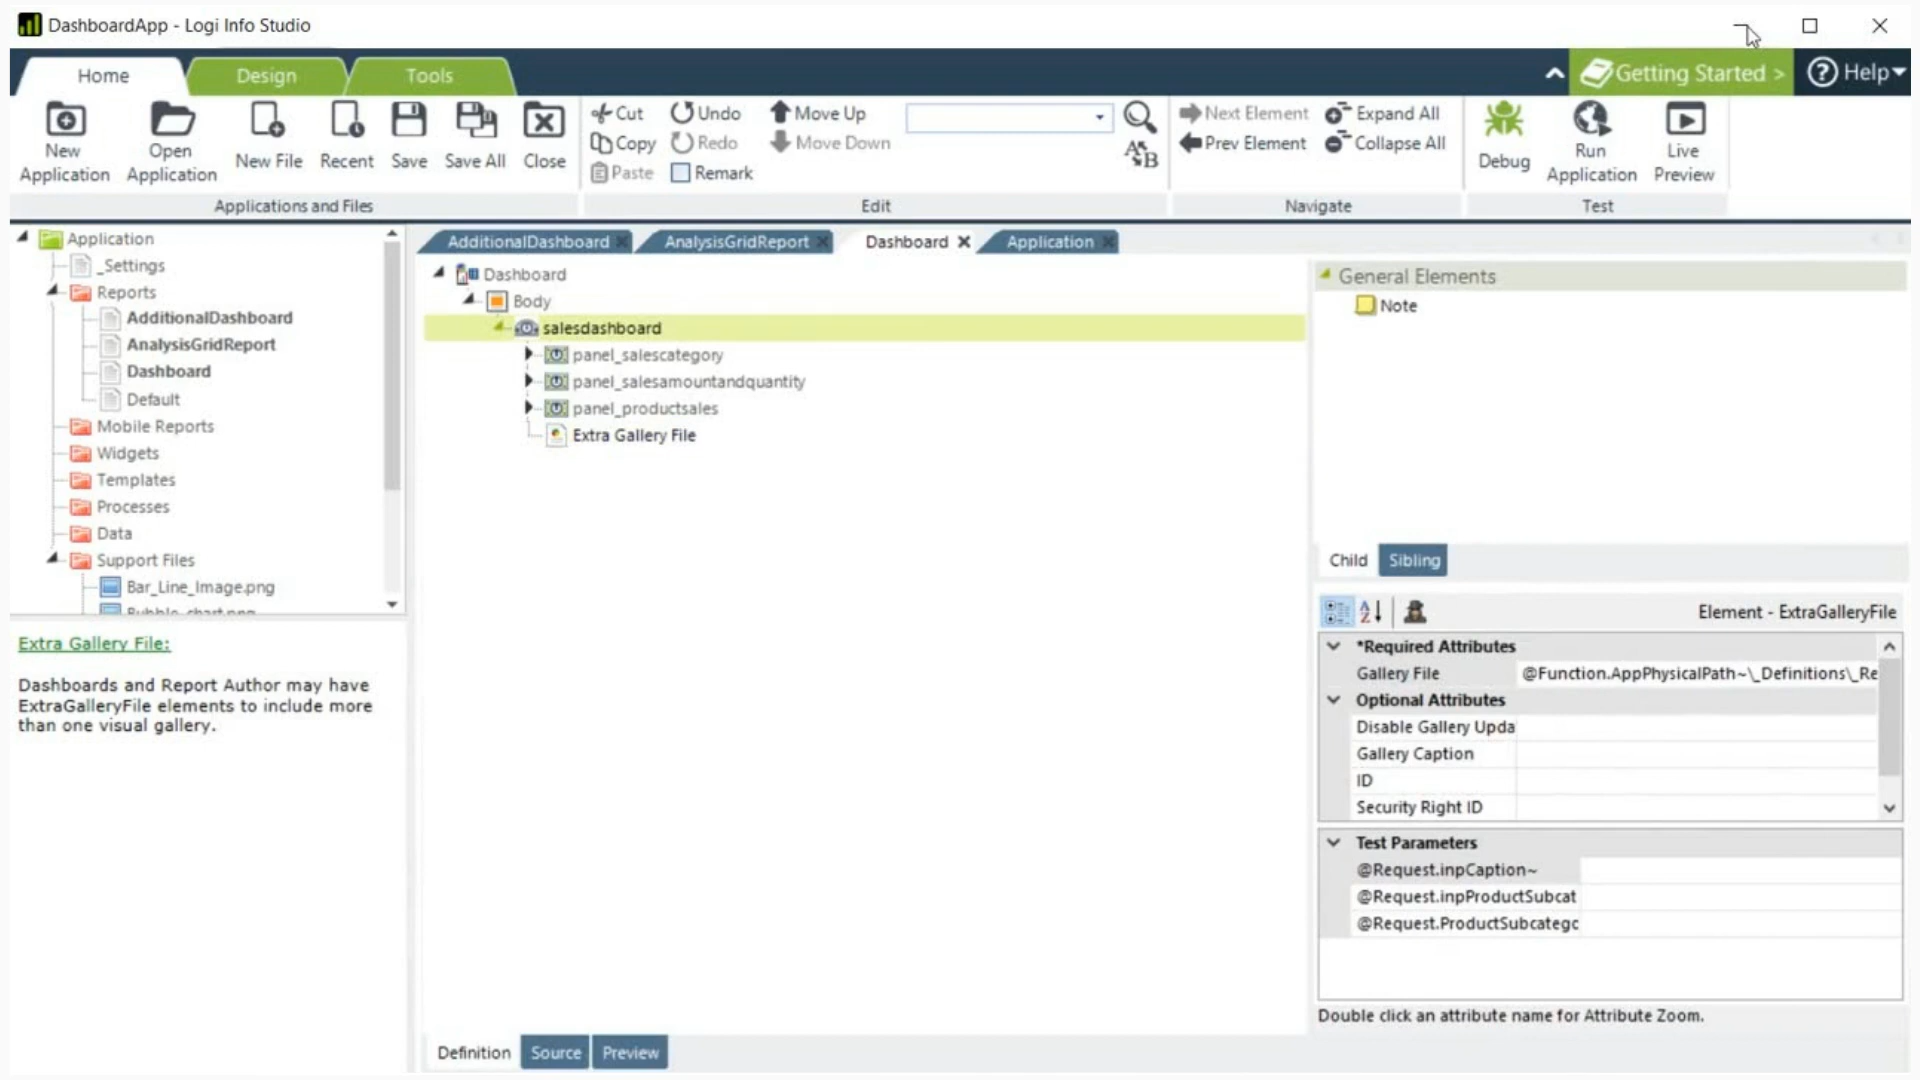 DashboardApp - Logi Info Studio
Home
Design
Tools
Getting Started >
Help
New Application
Open Application
New File
Recent
Save
Save All
Close
Cut
Copy
Paste
Undo
Redo
Remark
Move Up
Move Down
Next Element
Prev Element
Expand All
Collapse All
Debug
Run Application
Live Preview
Applications and Files
Edit
Navigate
Test
Application
_Settings
Reports
AdditionalDashboard
AnalysisGridReport
Dashboard
Default
Mobile Reports
Widgets
Templates
Processes
Data
Support Files
Bar_Line_Image.png
Bubble_chart.png
Extra Gallery File:
Dashboards and Report Author may have
ExtraGalleryFile elements to include more
than one visual gallery.
AdditionalDashboard
AnalysisGridReport
Dashboard
Application
Dashboard
Body
salesdashboard
panel_salescategory
panel_salesamountandquantity
panel_productsales
Extra Gallery File
Definition
Source
Preview
General Elements
Note
Child
Sibling
Element - ExtraGalleryFile
*Required Attributes
Gallery File @Function.AppPhysicalPath~\_Definitions\_Re
Optional Attributes
Disable Gallery Upda
Gallery Caption
ID
Security Right ID
Test Parameters
@Request.inpCaption~
@Request.inpProductSubcat
@Request.ProductSubcatego
Double click an attribute name for Attribute Zoom.